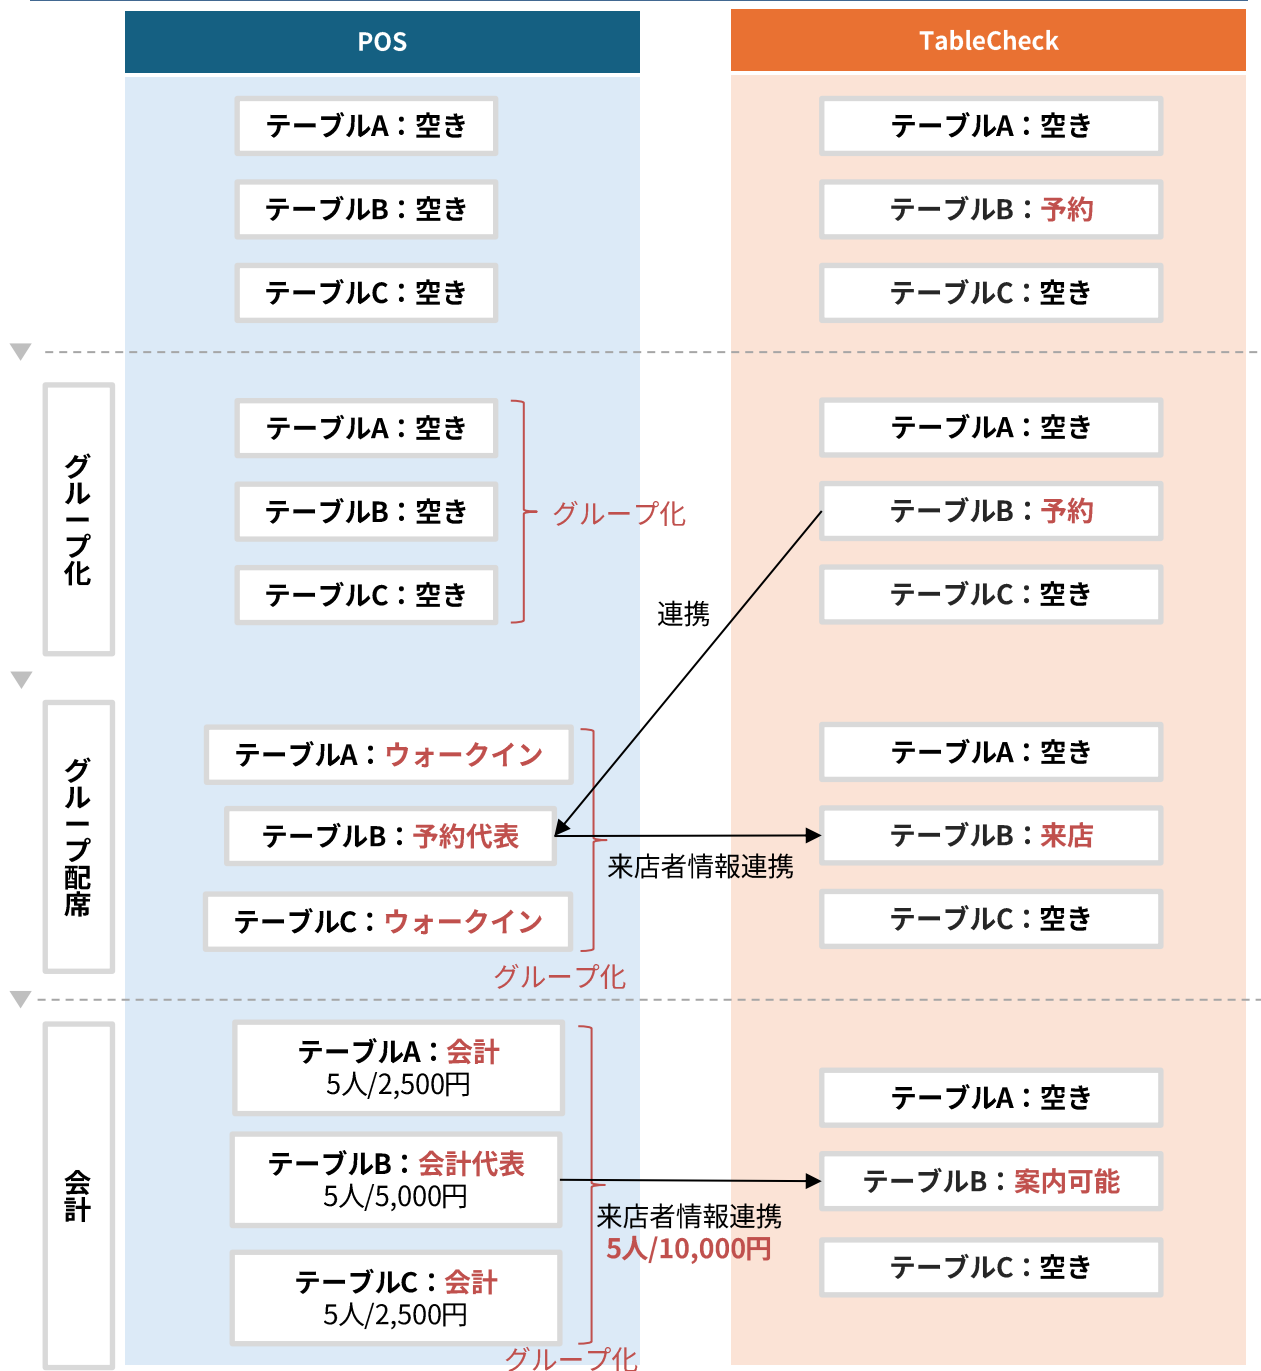 POS
TableCheck
テーブルA：空き
テーブルA：空き
テーブルB：空き
テーブルB：予約
テーブルC：空き
テーブルC：空き
グループ化
テーブルA：空き
テーブルA：空き
テーブルB：空き
グループ化
テーブルB：予約
テーブルC：空き
テーブルC：空き
連携
グループ配席
テーブルA：ウォークイン
テーブルA：空き
テーブルB：予約代表
テーブルB：来店
来店者情報連携
テーブルC：ウォークイン
テーブルC：空き
グループ化
会計
テーブルA：会計
5人/2,500円
テーブルA：空き
テーブルB：会計代表
5人/5,000円
テーブルB：案内可能
来店者情報連携
5人/10,000円
テーブルC：会計
5人/2,500円
テーブルC：空き
グループ化